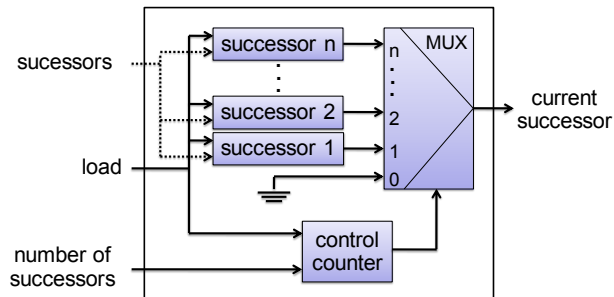 sucessors
load
number of
successors
successor n
successor 2
successor 1
n
2
1
0
MUX
control
counter
current
successor